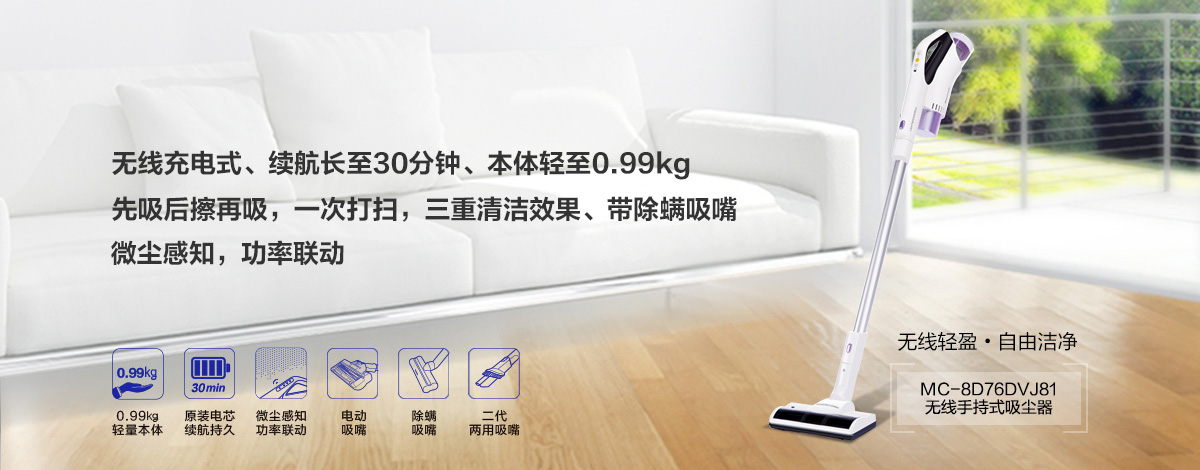 无线充电式、续航长至30分钟、本体轻至0.99kg
先吸后擦再吸，一次打扫，三重清洁效果、带除螨吸嘴
微尘感知，功率联动
0.99kg
30min
0.99kg
轻量本体
原装电芯
续航持久
微尘感知
功率联动
电动
吸嘴
除螨
吸嘴
二代
两用吸嘴
无线轻盈·自由洁净
MC-8D76DVJ81
无线手持式吸尘器